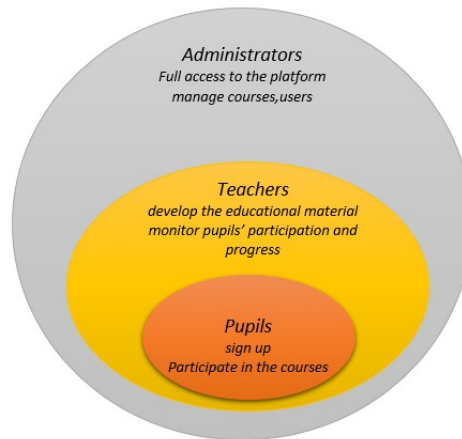 Administrators
Full access to the platform
manage courses,users
Teachers
develop the educational material
monitor pupils’ participation and
progress
Pupils
sign up
Participate in the courses